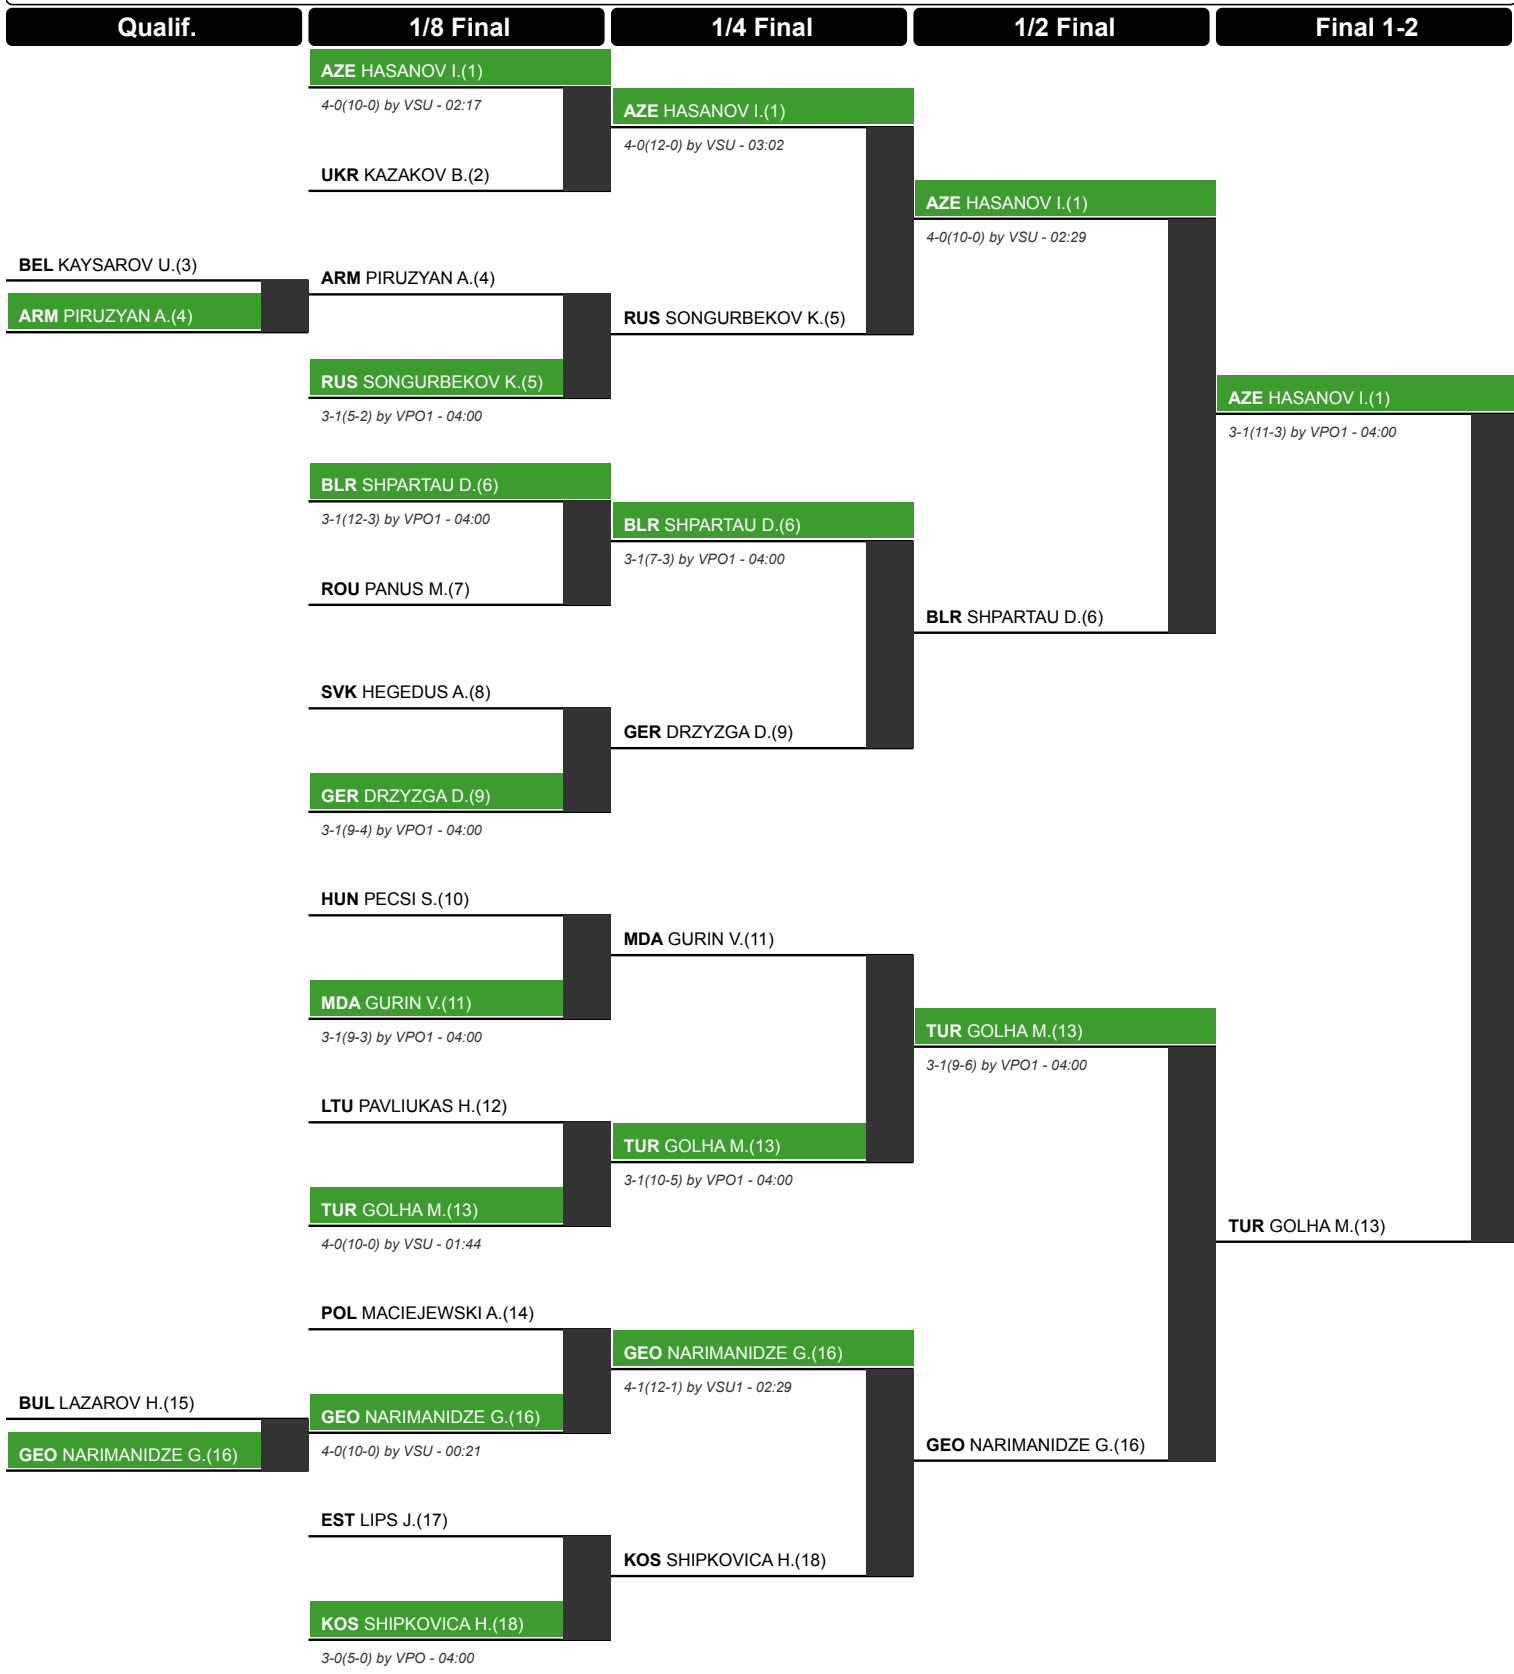 Qualif.
1/8 Final
1/4 Final
1/2 Final
Final 1-2
BEL KAYSAROV U.(3)
ARM PIRUZYAN A.(4)
BUL LAZAROV H.(15)
GEO NARIMANIDZE G.(16)
AZE HASANOV I.(1)
4-0(10-0) by VSU - 02:17
UKR KAZAKOV B.(2)
ARM PIRUZYAN A.(4)
RUS SONGURBEKOV K.(5)
3-1(5-2) by VPO1 - 04:00
BLR SHPARTAU D.(6)
3-1(12-3) by VPO1 - 04:00
ROU PANUS M.(7)
SVK HEGEDUS A.(8)
GER DRZYZGA D.(9)
3-1(9-4) by VPO1 - 04:00
HUN PECSI S.(10)
MDA GURIN V.(11)
3-1(9-3) by VPO1 - 04:00
LTU PAVLIUKAS H.(12)
TUR GOLHA M.(13)
4-0(10-0) by VSU - 01:44
POL MACIEJEWSKI A.(14)
GEO NARIMANIDZE G.(16)
4-0(10-0) by VSU - 00:21
EST LIPS J.(17)
KOS SHIPKOVICA H.(18)
3-0(5-0) by VPO - 04:00
AZE HASANOV I.(1)
4-0(12-0) by VSU - 03:02
RUS SONGURBEKOV K.(5)
BLR SHPARTAU D.(6)
3-1(7-3) by VPO1 - 04:00
GER DRZYZGA D.(9)
MDA GURIN V.(11)
TUR GOLHA M.(13)
3-1(10-5) by VPO1 - 04:00
GEO NARIMANIDZE G.(16)
4-1(12-1) by VSU1 - 02:29
KOS SHIPKOVICA H.(18)
AZE HASANOV I.(1)
4-0(10-0) by VSU - 02:29
BLR SHPARTAU D.(6)
TUR GOLHA M.(13)
3-1(9-6) by VPO1 - 04:00
GEO NARIMANIDZE G.(16)
AZE HASANOV I.(1)
3-1(11-3) by VPO1 - 04:00
TUR GOLHA M.(13)